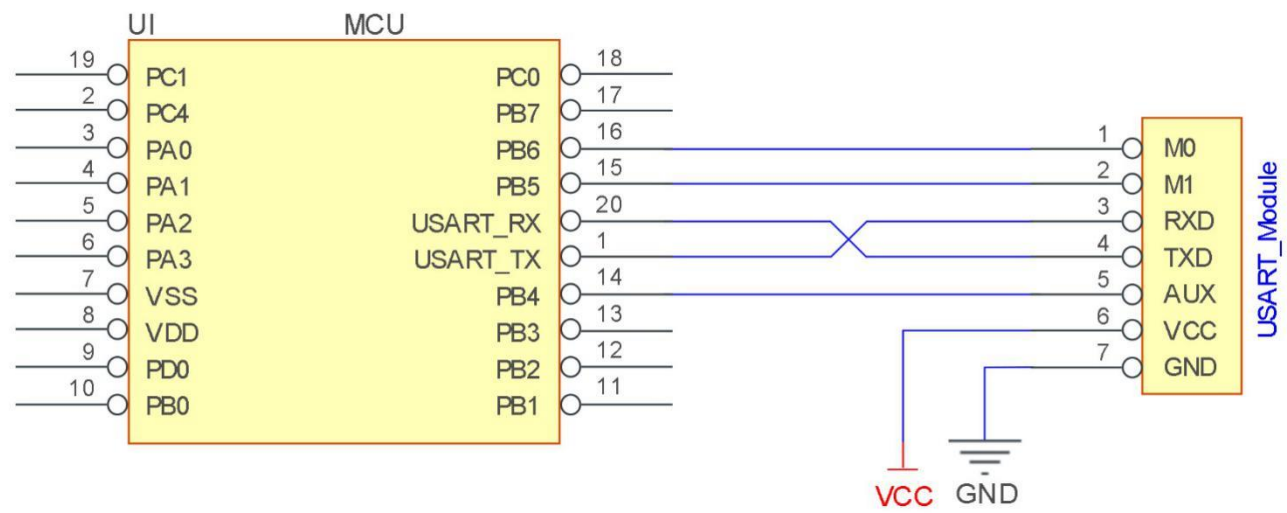 UI MCU
19 PC1 PC0 18
2 PC4 PB7 17
3 PA0 PB6 16 1 M0
4 PA1 PB5 15 2 M1
5 PA2 USART_RX 20 3 RXD
6 PA3 USART_TX 1 4 TXD
7 VSS PB4 14 5 AUX
8 VDD PB3 13 6 VCC
9 PD0 PB2 12 7 GND
10 PB0 PB1 11
USART_Module
VCC GND